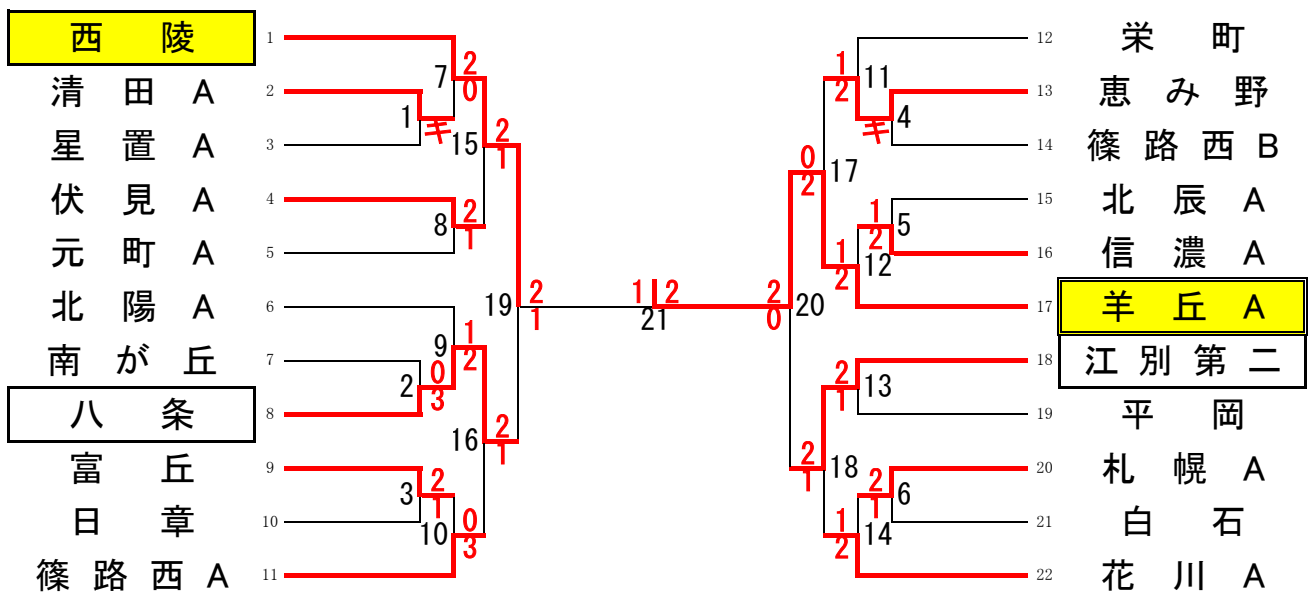 西 陵 1
清 田 A 2
星 置 A 3
伏 見 A 4
元 町 A 5
北 陽 A 6
南 が 丘 7
八 条 8
富 丘 9
日 章 10
篠 路 西 A 11
1 キ
2 0 3
3 2 1
7 2 0
8 2 1
9 1 2
10 0 3
15 2 1
16 2 1
19 2 1
21 1 2
20 2 0
17 0 2
18 2 1
11 1 2
12 1 2
13 2 1
14 1 2
4 キ
5 1 2
6 2 1
12 栄 町
13 恵 み 野
14 篠 路 西 B
15 北 辰 A
16 信 濃 A
17 羊 丘 A
18 江 別 第 二
19 平 岡
20 札 幌 A
21 白 石
22 花 川 A